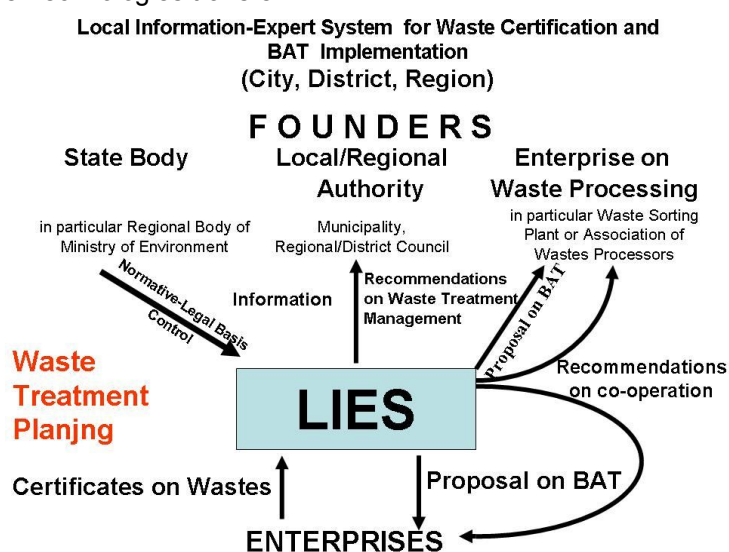 Local Information-Expert System for Waste Certification and
BAT Implementation
(City, District, Region)
FOUNDERS
State Body
in particular Regional Body of
Ministry of Environment
Local/Regional
Authority
Municipality,
Regional/District Council
Enterprise on
Waste Processing
in particular Waste Sorting
Plant or Association of
Wastes Processors
Normative-Legal Basis
Control
Information
Recommendations
on Waste Treatment
Management
Proposal on BAT
Recommendations
on co-operation
Waste
Treatment
Planjng
LIES
Certificates on Wastes
Proposal on BAT
ENTERPRISES